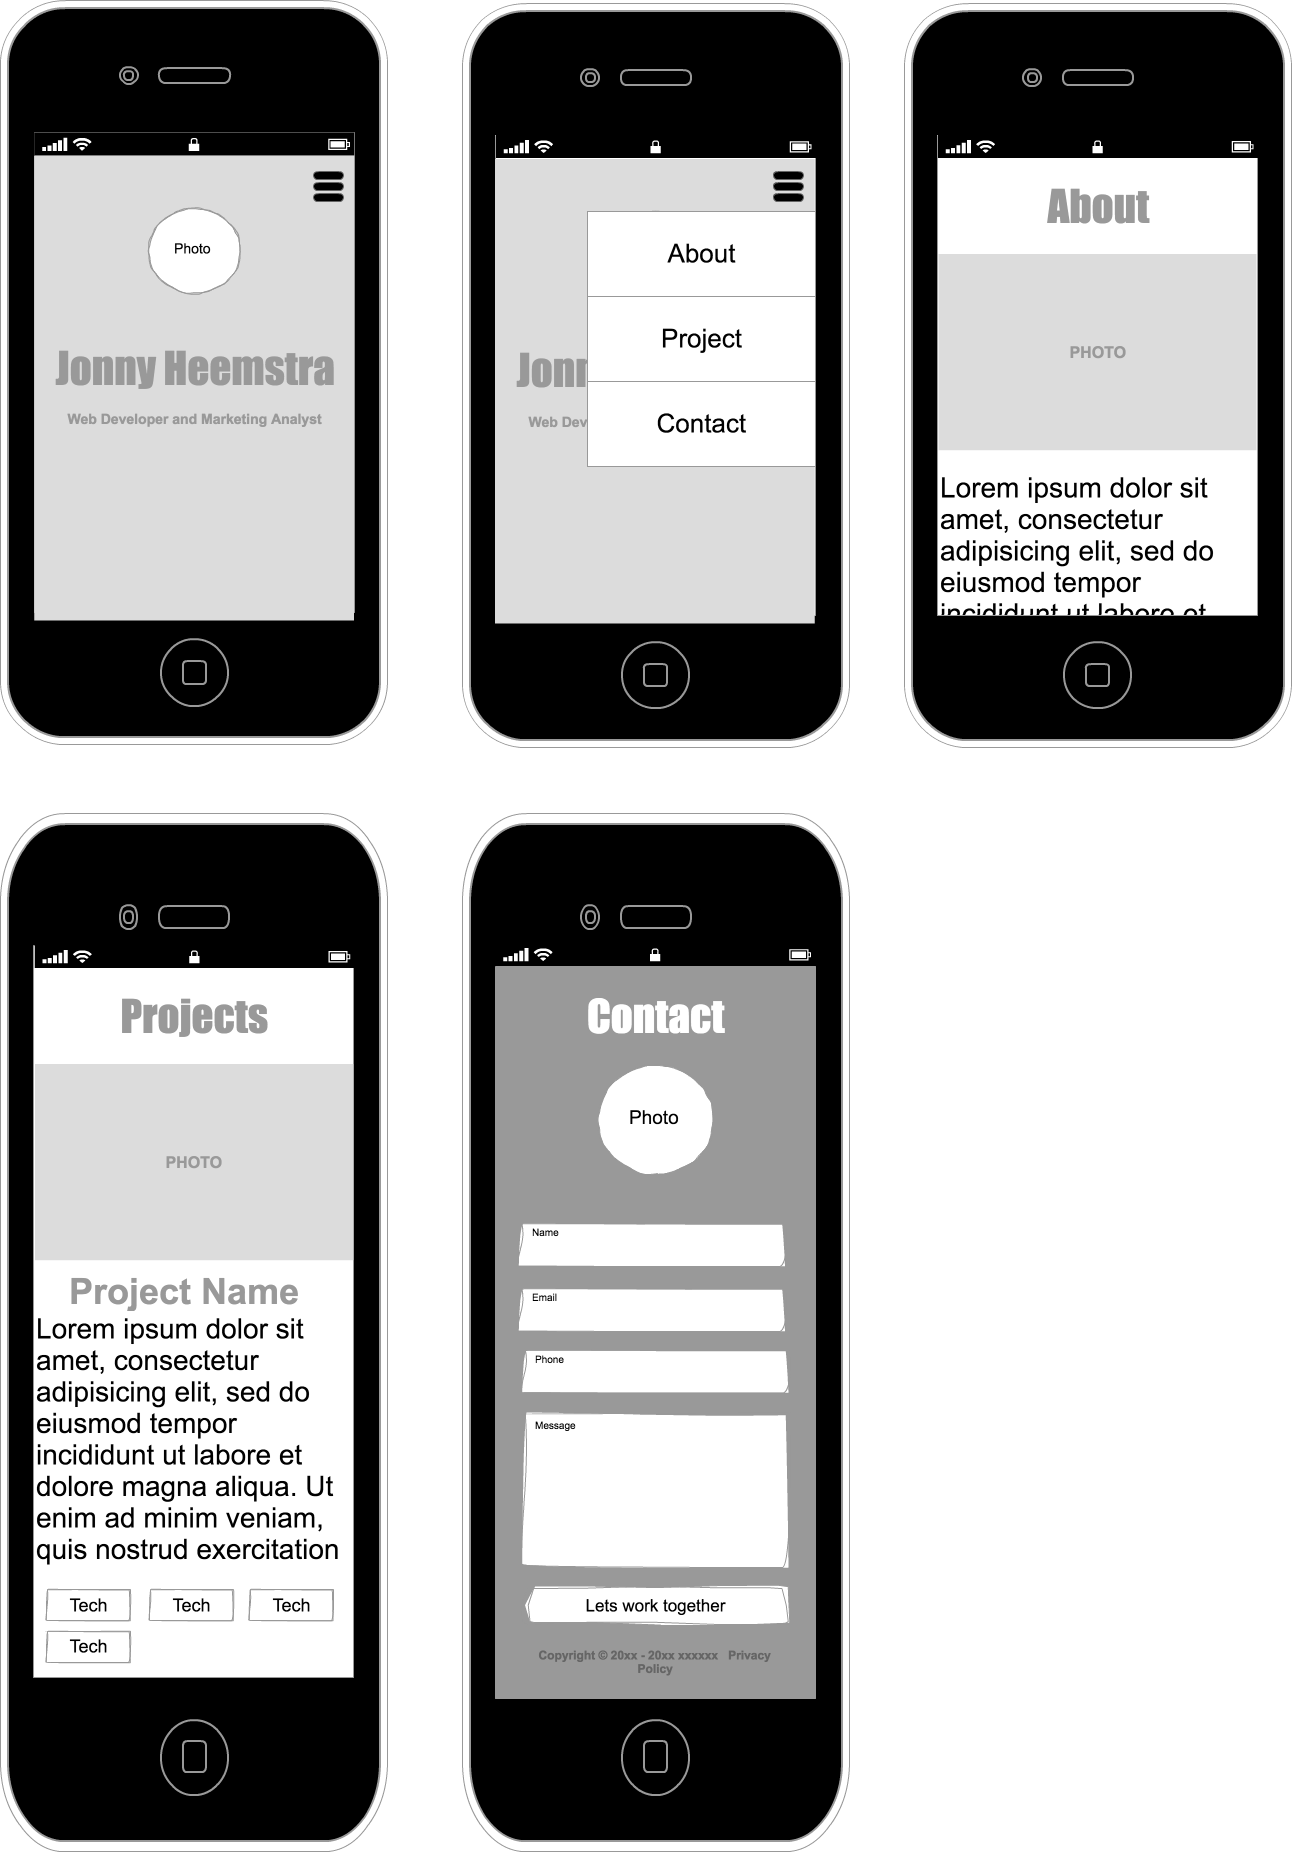 Photo
Jonny Heemstra
Web Developer and Marketing Analyst
About
Project
Contact
Jonn
Web Dev
About
PHOTO
Lorem ipsum dolor sit
amet, consectetur
adipisicing elit, sed do
eiusmod tempor
incididunt ut labore et
Projects
PHOTO
Project Name
Lorem ipsum dolor sit
amet, consectetur
adipisicing elit, sed do
eiusmod tempor
incididunt ut labore et
dolore magna aliqua. Ut
enim ad minim veniam,
quis nostrud exercitation
Tech Tech Tech
Tech
Contact
Photo
Name
Email
Phone
Message
Lets work together
Copyright © 20xx - 20xx xxxxxx Privacy
Policy